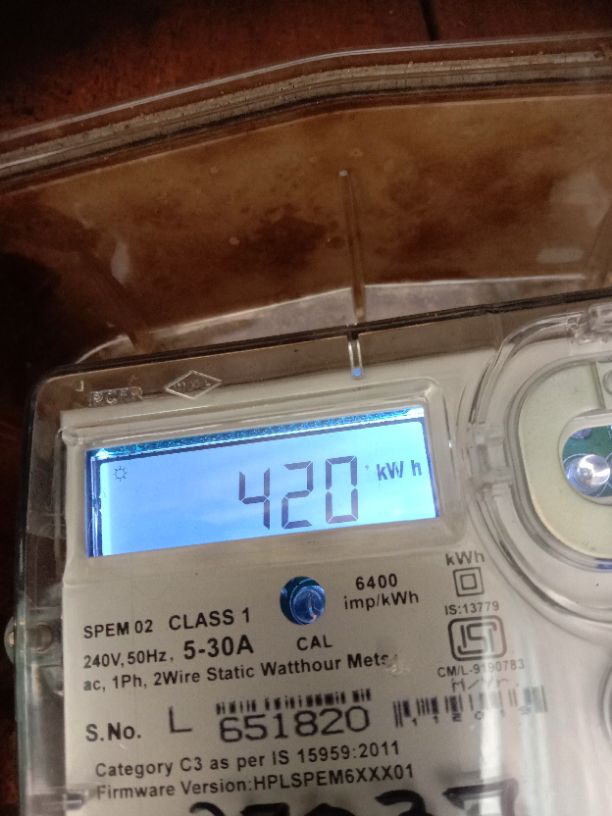 420 kWh
6400
imp/kWh
kWh
IS:13779
SPEM 02 CLASS 1
240V,50Hz, 5-30A
CAL
ac, 1Ph, 2Wire Static Watthour
CM/L-9190783
S.No. L 651820
Category C3 as per IS 15959:2011
Firmware Version:HPLSPEM6XXX01